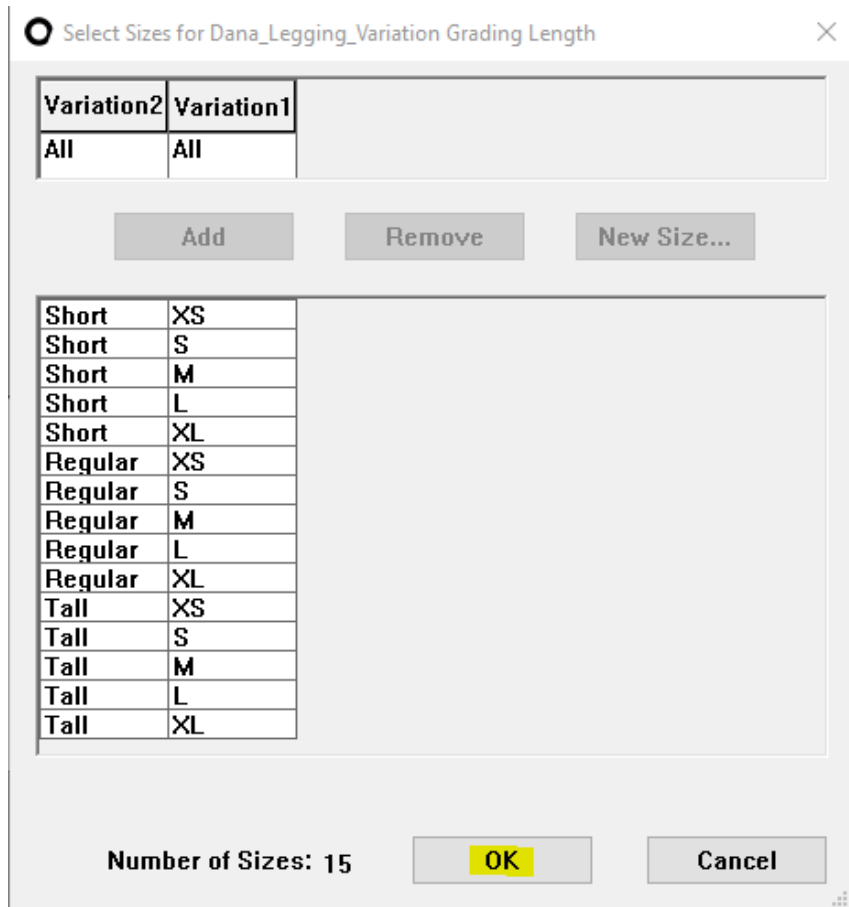 Select Sizes for Dana_Legging_Variation Grading Length
Variation2 Variation1
All All
Add Remove New Size...
Short XS
Short S
Short M
Short L
Short XL
Regular XS
Regular S
Regular M
Regular L
Regular XL
Tall XS
Tall S
Tall M
Tall L
Tall XL
Number of Sizes: 15 OK Cancel